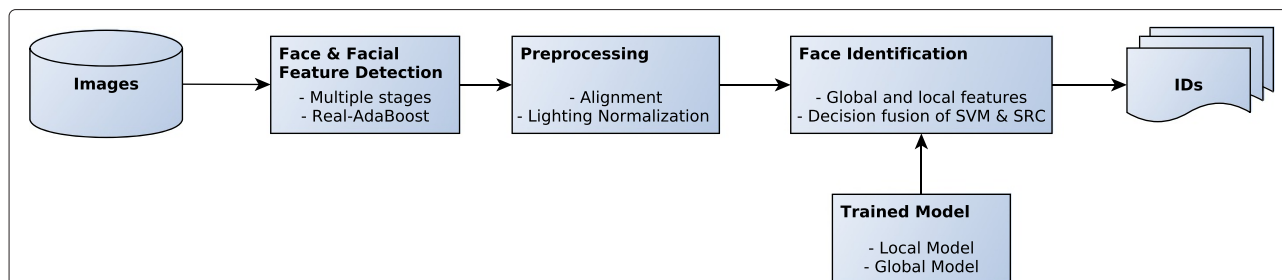 Images
Face & Facial
Feature Detection
- Multiple stages
- Real-AdaBoost
Preprocessing
- Alignment
- Lighting Normalization
Face Identification
- Global and local features
- Decision fusion of SVM & SRC
IDs
Trained Model
- Local Model
- Global Model